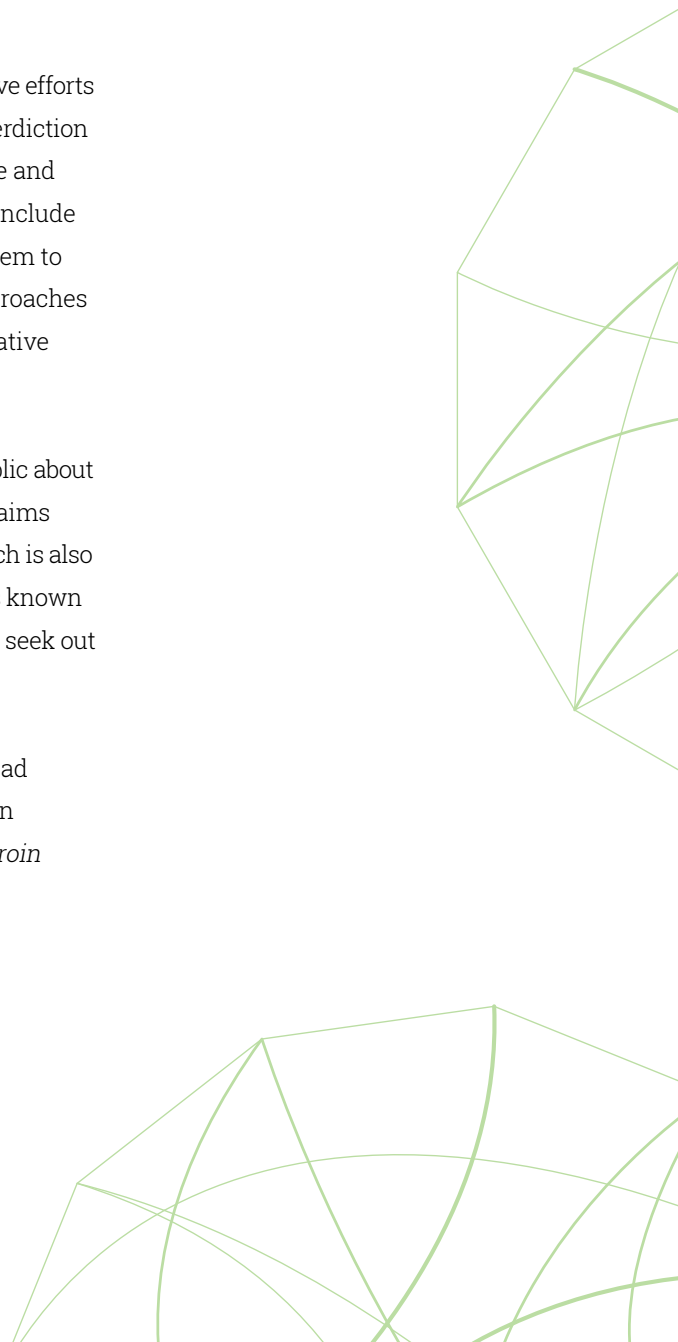 ve efforts
erdiction
e and
nclude
em to
roaches
ative
lic about
aims
ch is also
known
seek out
ad
n
roin